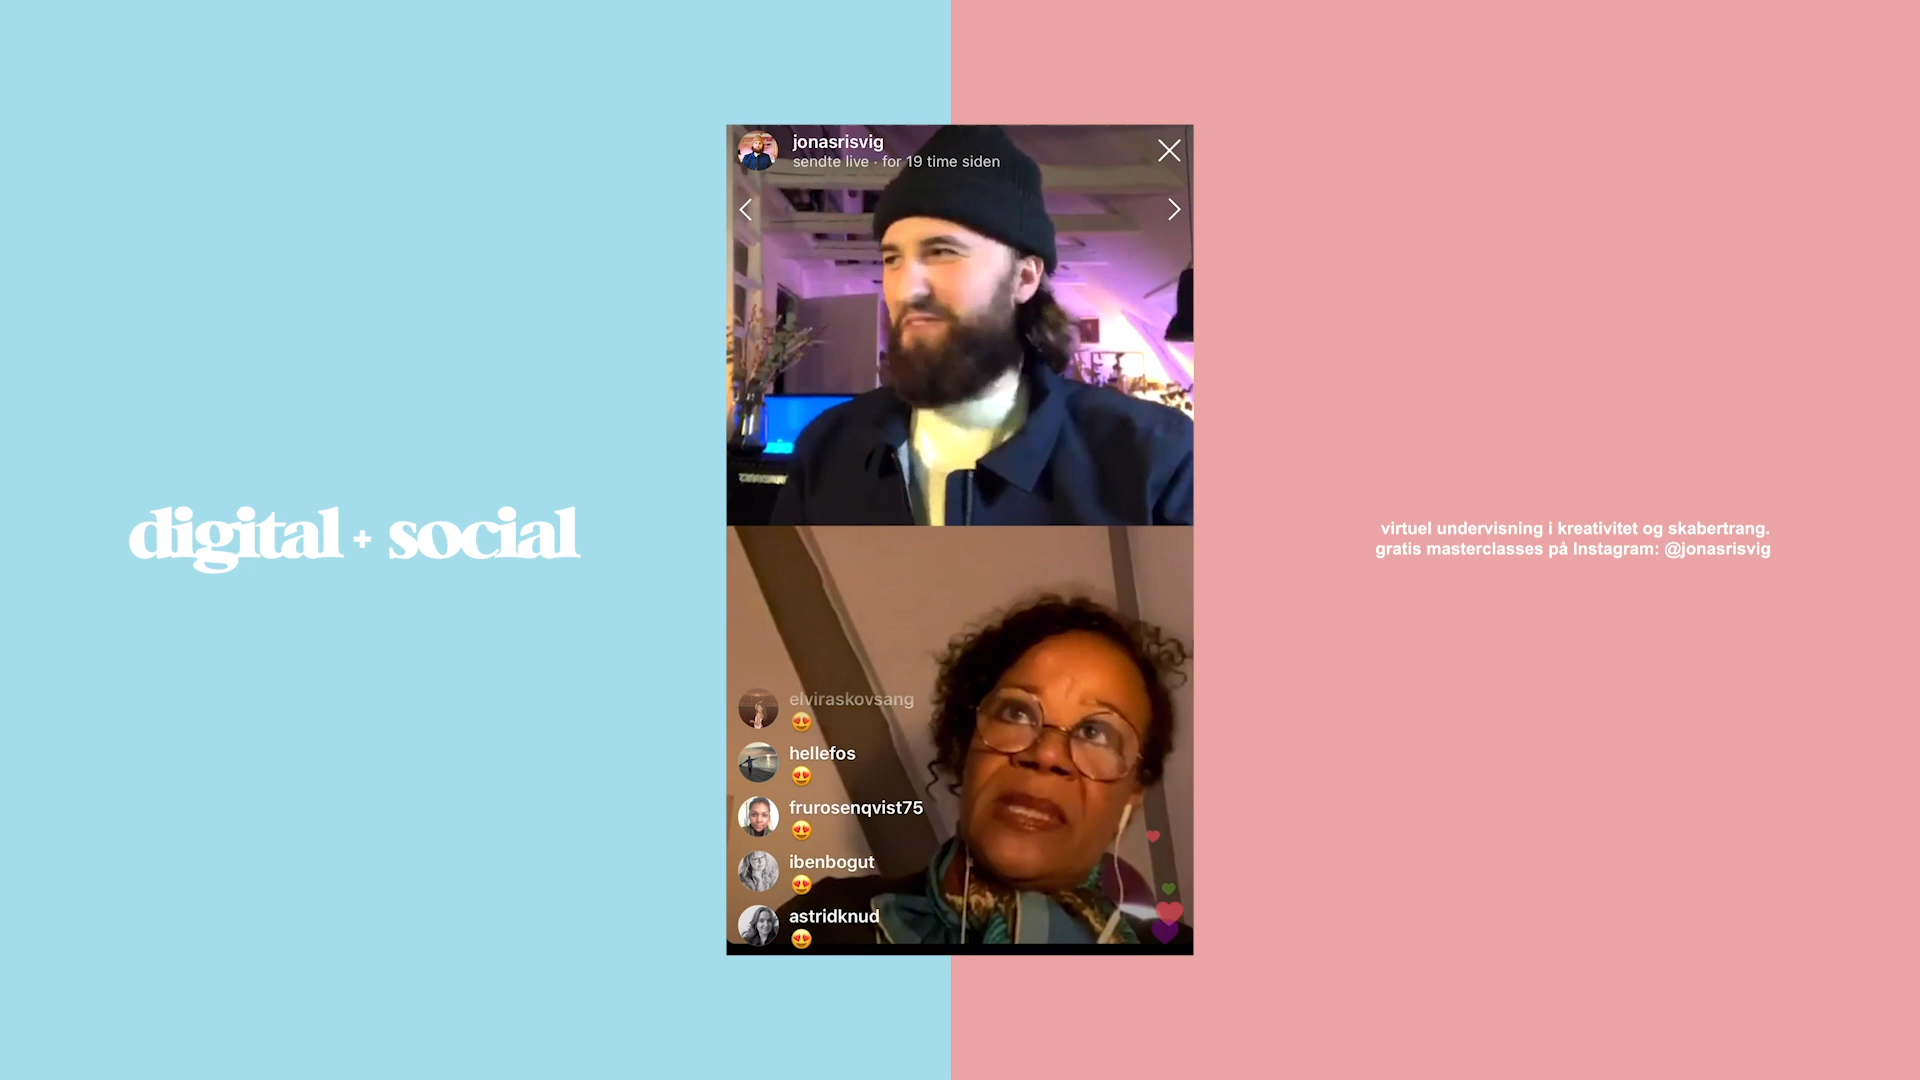 jonasrisvig
sendte live · for 19 time siden
digital + social
virtuel undervisning i kreativitet og skabertrang.
gratis masterclasses på Instagram: @jonasrisvig
elviraskovsang
😍
hellefos
😍
frurosenqvist75
😍
ibenbogut
😍
astridknud
😍